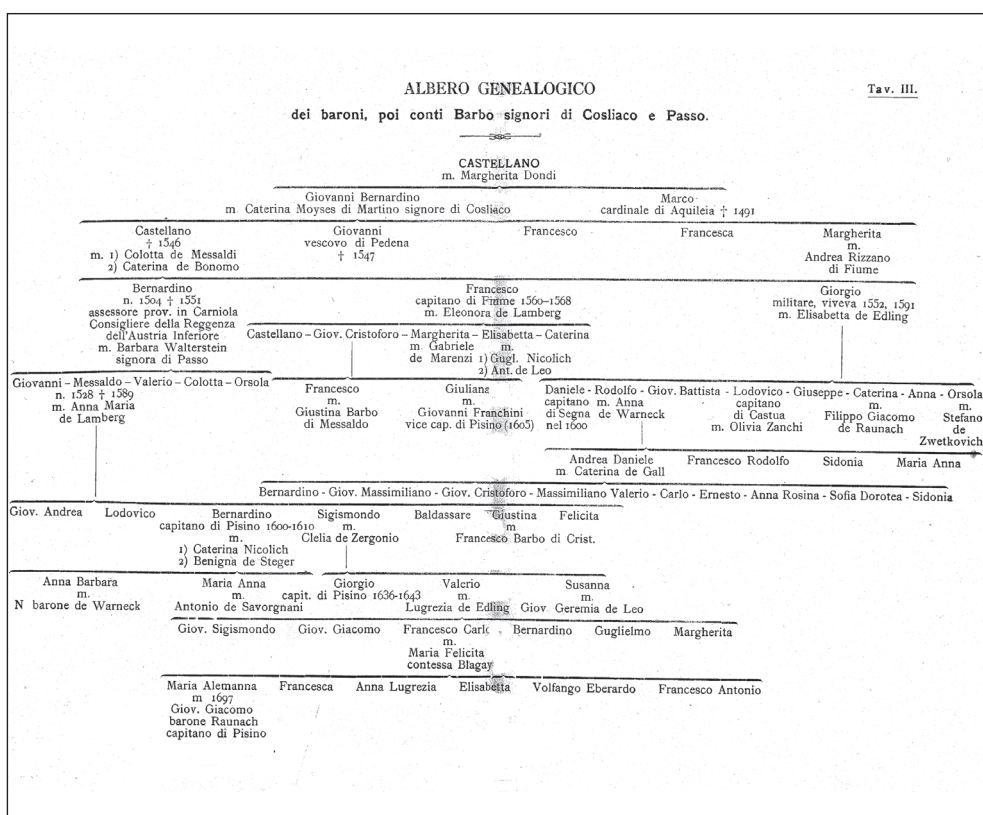 ALBERO GENEALOGICO
Tav. III.
dei baroni, poi conti Barbo signori di Cosliaco e Passo.
CASTELLANO
m. Margherita Dondi
Giovanni Bernardino
m. Caterina Moyses di Martino signore di Cosliaco
Marco
cardinale di Aquileia † 1491
Castellano
† 1546
m. 1) Colotta de Messaldi
2) Caterina de Bonomo
Giovanni
vescovo di Pedena
† 1547
Francesco
Francesca
Margherita
m.
Andrea Rizzano
di Fiume
Bernardino
n. 1504 † 1551
assessore prov. in Carniola
Consigliere della Reggenza
dell'Austria Inferiore
m. Barbara Walterstein
signora di Passo
Francesco
capitano di Fiume 1560-1568
m. Eleonora de Lamberg
Giorgio
militare, viveva 1552, 1591
m. Elisabetta de Edling
Castellano - Giov. Cristoforo - Margherita - Elisabetta - Caterina
m. Gabriele
de Marenzi
m.
1) Gugl. Nicolich
2) Ant. de Leo
Giovanni - Messaldo - Valerio - Colotta - Orsola
n. 1528 † 1589
m. Anna Maria
de Lamberg
Francesco
m.
Giustina Barbo
di Messaldo
Giuliana
m.
Giovanni Franchini
vice cap. di Pisino (1605)
Daniele - Rodolfo - Giov. Battista - Lodovico - Giuseppe - Caterina - Anna - Orsola
capitano
di Segna
nel 1600
m. Anna
de Warneck
capitano
di Castua
m. Olivia Zanchi
m.
Filippo Giacomo
de Raunach
m.
Stefano
de
Zwetkovich
Andrea Daniele
m. Caterina de Gall
Francesco Rodolfo
Sidonia
Maria Anna
Bernardino - Giov. Massimiliano - Giov. Cristoforo - Massimiliano Valerio - Carlo - Ernesto - Anna Rosina - Sofia Dorotea - Sidonia
Giov. Andrea
Lodovico
Bernardino
capitano di Pisino 1600-1610
m.
1) Caterina Nicolich
2) Benigna de Steger
Sigismondo
m.
Clelia de Zergonio
Baldassare
Giustina
m
Francesco Barbo di Crist.
Felicita
Anna Barbara
m.
N barone de Warneck
Maria Anna
m.
Antonio de Savorgnani
Giorgio
capit. di Pisino 1636-1643
Valerio
m.
Lugrezia de Edling
Susanna
m.
Giov Geremia de Leo
Giov. Sigismondo
Giov. Giacomo
Francesco Carlo
m.
Maria Felicita
contessa Blagay
Bernardino
Guglielmo
Margherita
Maria Alemanna
m 1697
Giov. Giacomo
barone Raunach
capitano di Pisino
Francesca
Anna Lugrezia
Elisabetta
Volfango Eberardo
Francesco Antonio